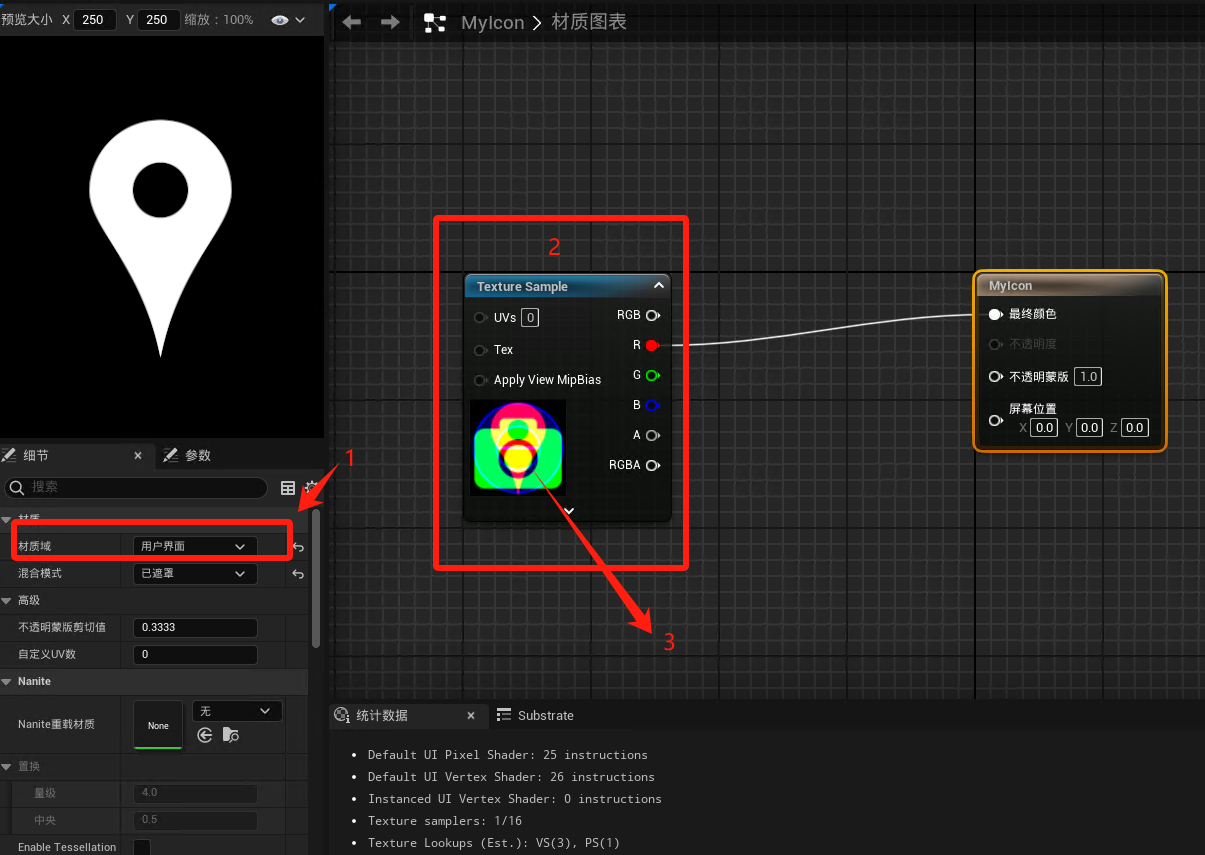 预览大小 X 250 Y 250 缩放：100%
MyIcon > 材质图表
2
Texture Sample
UVs 0
Tex
Apply View MipBias
RGB
R
G
B
A
RGBA
MyIcon
最终颜色
不透明度
不透明蒙版 1.0
屏幕位置
X 0.0 Y 0.0 Z 0.0
3
细节 × 参数
1
搜索
材质
材质域 用户界面
混合模式 已遮罩
高级
不透明蒙版剪切值 0.3333
自定义UV数 0
Nanite
Nanite重载材质 None 无
置换
量级 4.0
中央 0.5
Enable Tessellation
统计数据 × Substrate
• Default UI Pixel Shader: 25 instructions
• Default UI Vertex Shader: 26 instructions
• Instanced UI Vertex Shader: 0 instructions
• Texture samplers: 1/16
• Texture Lookups (Est.): VS(3), PS(1)